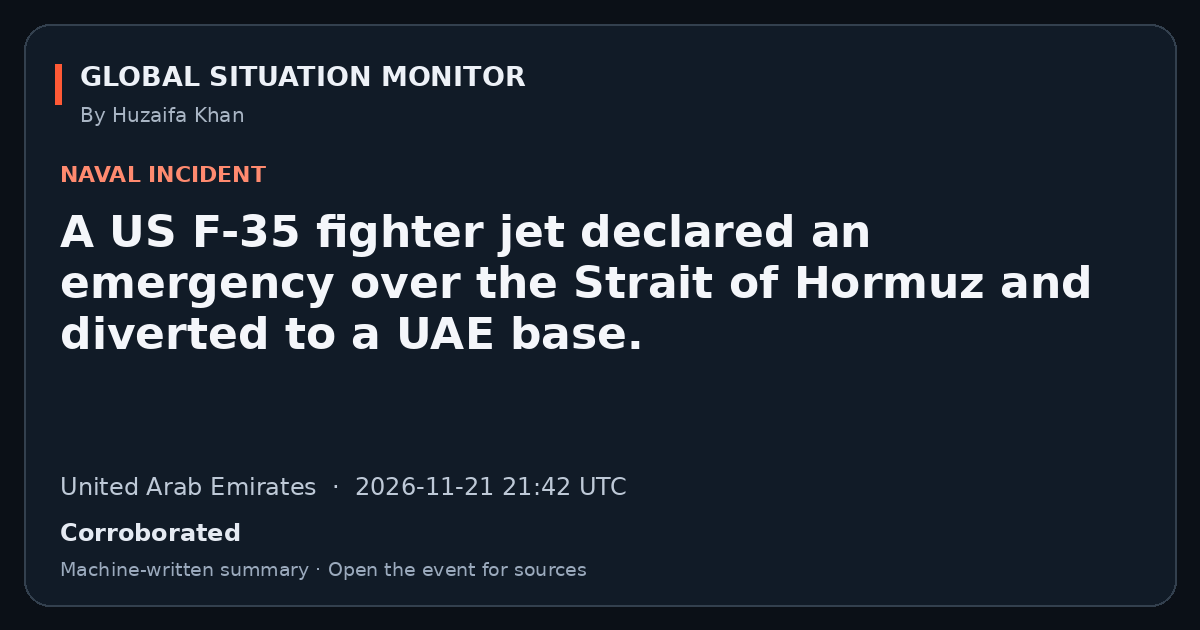 GLOBAL SITUATION MONITOR
By Huzaifa Khan
NAVAL INCIDENT
A US F-35 fighter jet declared an
emergency over the Strait of Hormuz and
diverted to a UAE base.
United Arab Emirates · 2026-11-21 21:42 UTC
Corroborated
Machine-written summary · Open the event for sources